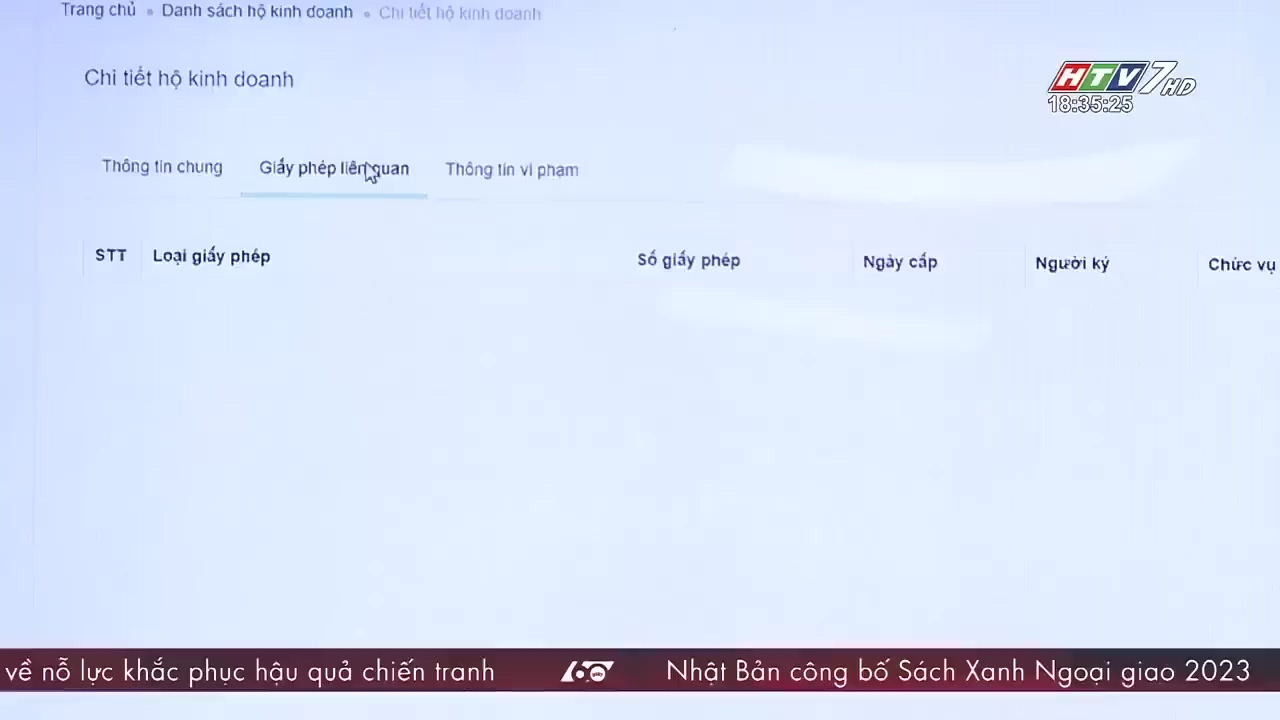 Trang chủ Danh sách hộ kinh doanh Chi tiết hộ kinh doanh
Chi tiết hộ kinh doanh
HTV7 HD
18:35:25
Thông tin chung Giấy phép liên quan Thông tin vi phạm
STT Loại giấy phép Số giấy phép Ngày cấp Người ký Chức vụ
về nỗ lực khắc phục hậu quả chiến tranh 60 giây Nhật Bản công bố Sách Xanh Ngoại giao 2023